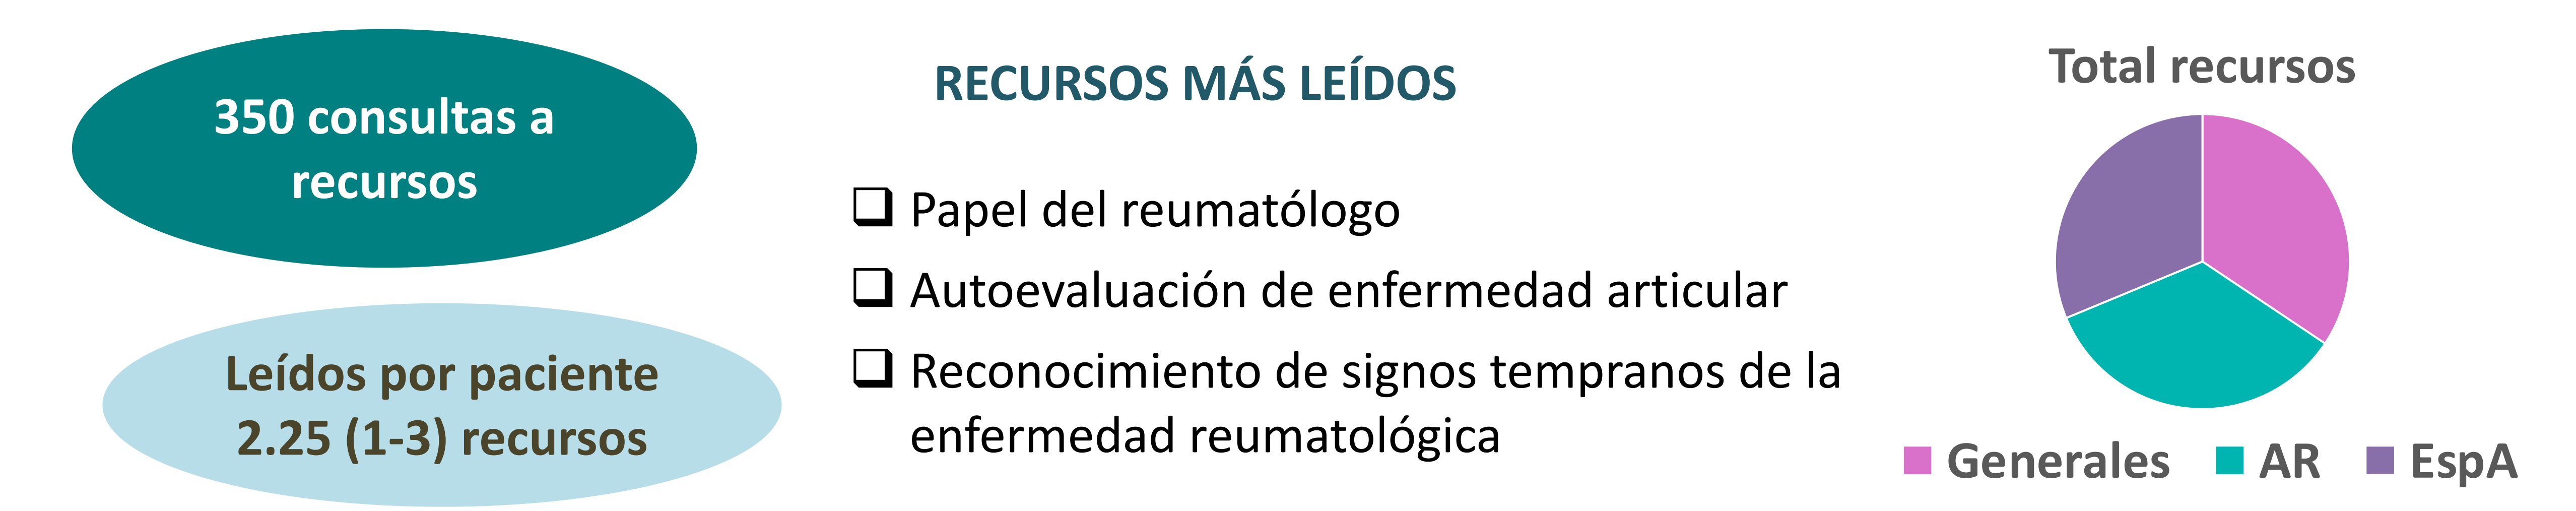 350 consultas a
recursos
Leídos por paciente
2.25 (1-3) recursos
RECURSOS MÁS LEÍDOS
Papel del reumatólogo
Autoevaluación de enfermedad articular
Reconocimiento de signos tempranos de la
enfermedad reumatológica
Total recursos
Generales AR EspA